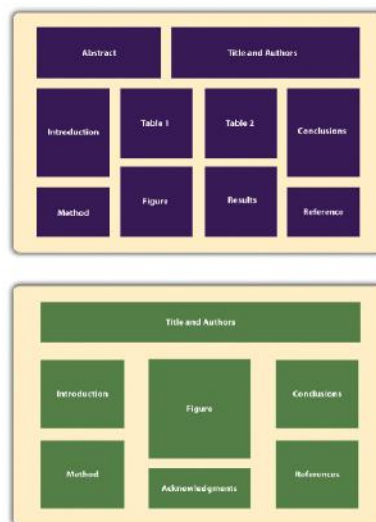 Abstract
Title and Authors
Introduction
Table 1
Table 2
Conclusions
Method
Figure
Results
Reference
Title and Authors
Introduction
Figure
Conclusions
Method
Acknowledgments
References